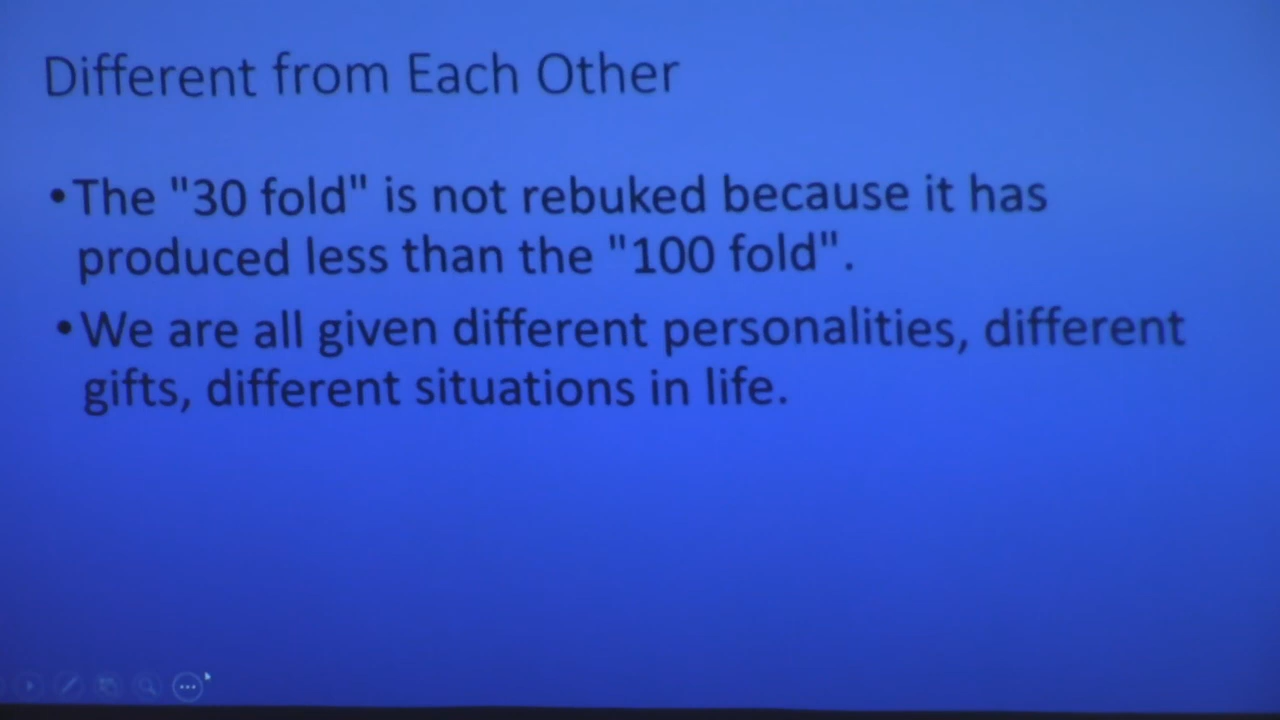 Different from Each Other
•The "30 fold" is not rebuked because it has
produced less than the "100 fold".
•We are all given different personalities, different
gifts, different situations in life.